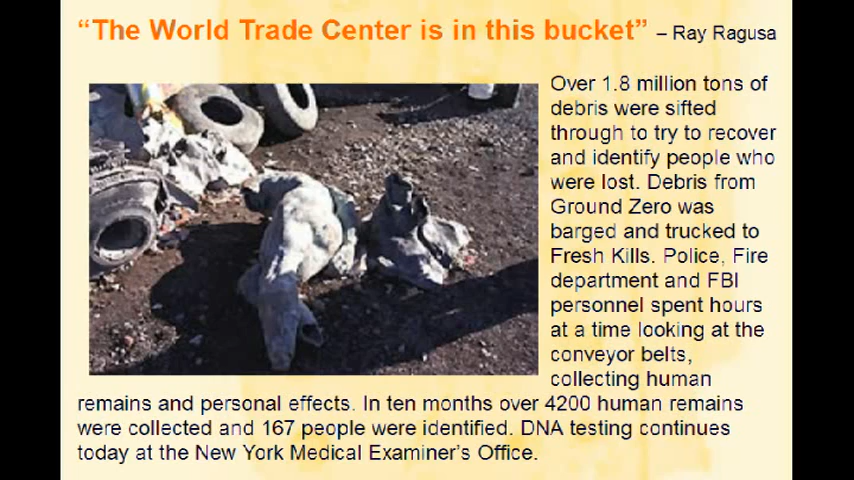 “The World Trade Center is in this bucket” – Ray Ragusa
Over 1.8 million tons of
debris were sifted
through to try to recover
and identify people who
were lost. Debris from
Ground Zero was
barged and trucked to
Fresh Kills. Police, Fire
department and FBI
personnel spent hours
at a time looking at the
conveyor belts,
collecting human
remains and personal effects. In ten months over 4200 human remains
were collected and 167 people were identified. DNA testing continues
today at the New York Medical Examiner’s Office.